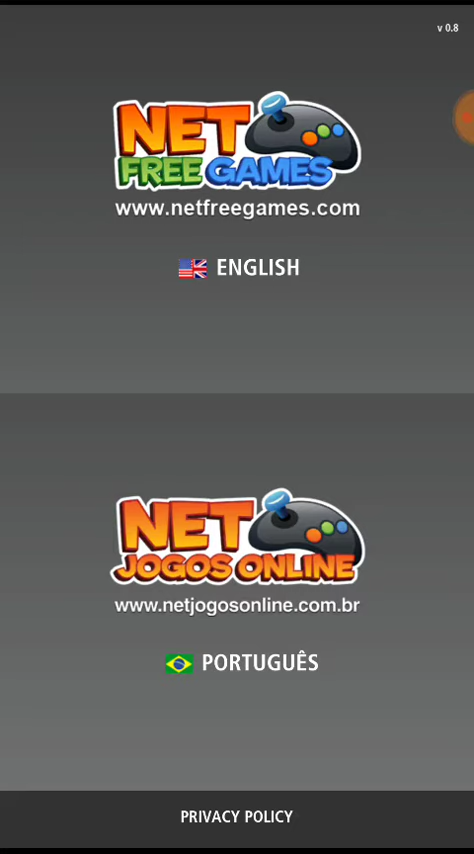 v 0.8
NET
FREE GAMES
www.netfreegames.com
ENGLISH
NET
JOGOS ONLINE
www.netjogosonline.com.br
PORTUGUÊS
PRIVACY POLICY